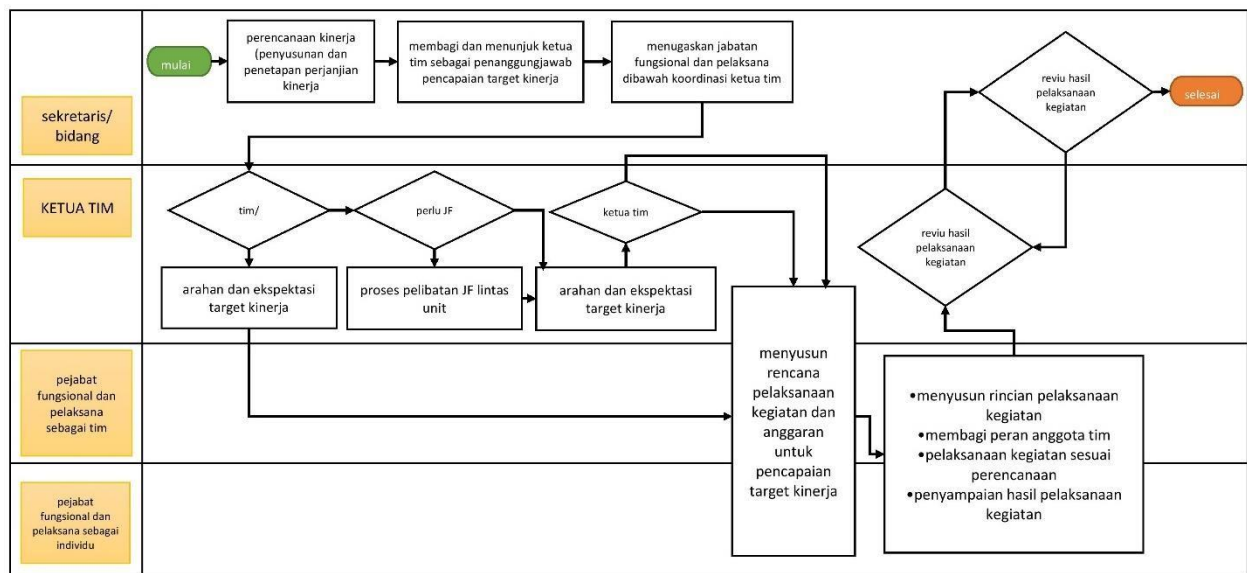 mulai
perencanaan kinerja
(penyusunan dan
penetapan perjanjian
kinerja
membagi dan menunjuk ketua
tim sebagai penanggungjawab
pencapaian target kinerja
menugaskan jabatan
fungsional dan pelaksana
dibawah koordinasi ketua tim
reviu hasil
pelaksanaan
kegiatan
selesai
sekretaris/
bidang
KETUA TIM
tim/
perlu JF
ketua tim
reviu hasil
pelaksanaan
kegiatan
arahan dan ekspektasi
target kinerja
proses pelibatan JF lintas
unit
arahan dan ekspektasi
target kinerja
pejabat
fungsional dan
pelaksana
sebagai tim
menyusun
rencana
pelaksanaan
kegiatan dan
anggaran
untuk
pencapaian
target kinerja
•menyusun rincian pelaksanaan
kegiatan
•membagi peran anggota tim
•pelaksanaan kegiatan sesuai
perencanaan
•penyampaian hasil pelaksanaan
kegiatan
pejabat
fungsional dan
pelaksana sebagai
individu